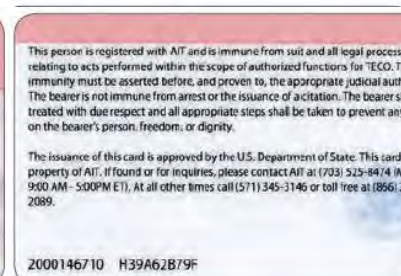 This person is registered with AIT and is immune from suit and all legal process
relating to acts performed within the scope of authorized functions for TECO. T
immunity must be asserted before, and proven to, the appropriate judicial auth
The bearer is not immune from arrest or the issuance of a citation. The bearer s
treated with due respect and all appropriate steps shall be taken to prevent any
on the bearer's person, freedom, or dignity.
The issuance of this card is approved by the U.S. Department of State. This card
property of AIT. If found or for inquiries, please contact AIT at (703) 525-8474 (M
9:00 AM - 5:00PM ET). At all other times call (571) 345-3146 or toll free at (866)
2089.
2000146710 H39A62B79F